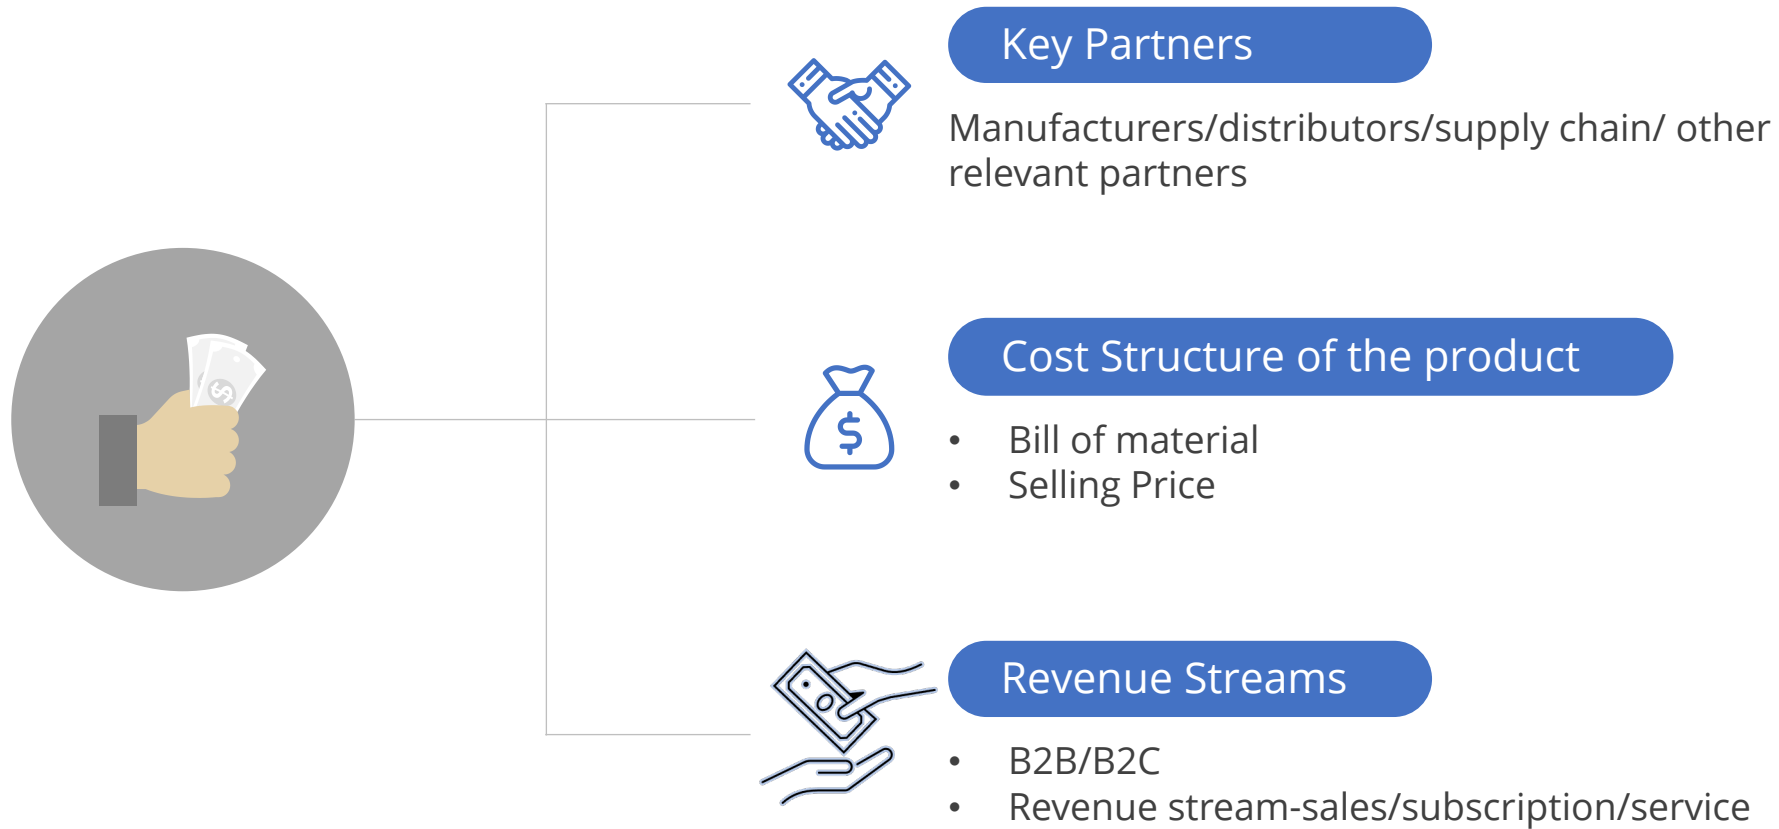 Key Partners
Manufacturers/distributors/supply chain/ other
relevant partners
$
Cost Structure of the product
$
• Bill of material
• Selling Price
Revenue Streams
• B2B/B2C
• Revenue stream-sales/subscription/service